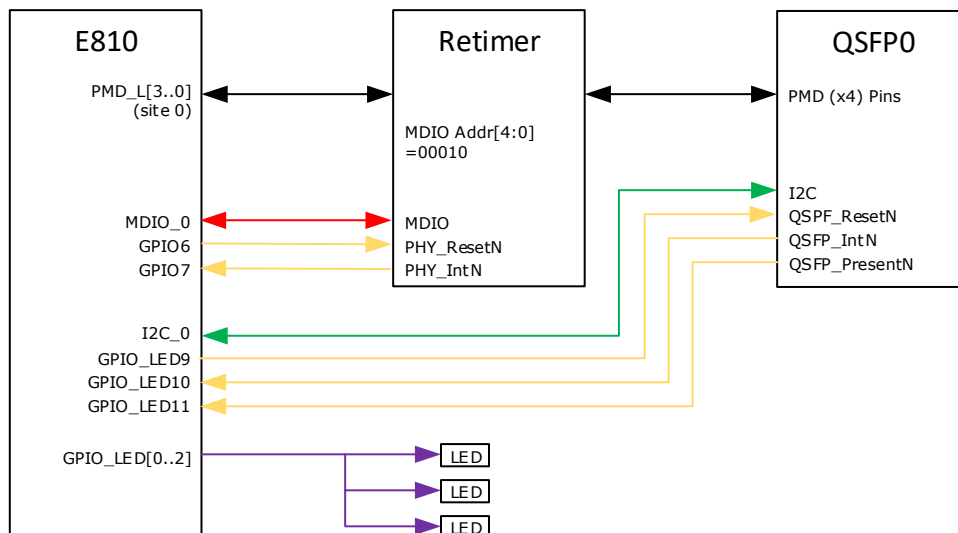 E810
PMD_L[3..0]
(site 0)
MDIO_0
GPIO6
GPIO7
I2C_0
GPIO_LED9
GPIO_LED10
GPIO_LED11
GPIO_LED[0..2]
Retimer
MDIO Addr[4:0]
=00010
MDIO
PHY_ResetN
PHY_IntN
QSFP0
PMD (x4) Pins
I2C
QSPF_ResetN
QSFP_IntN
QSFP_PresentN
LED
LED
LED